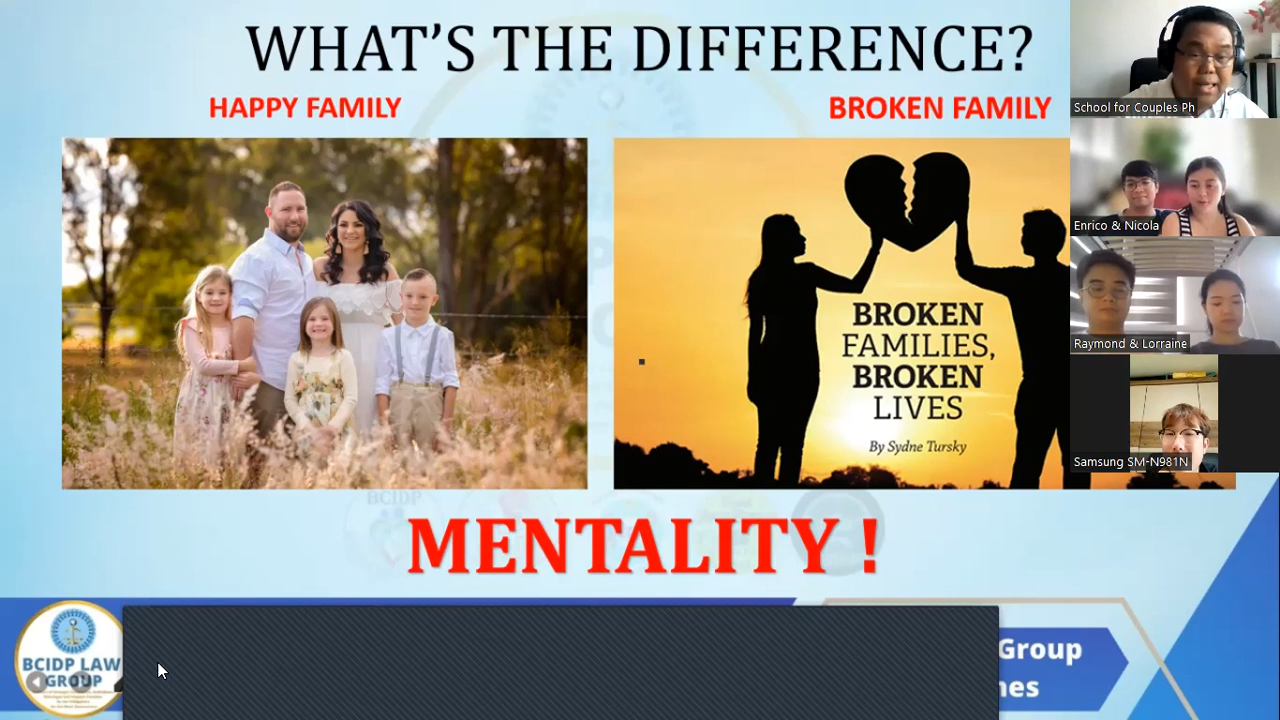 WHAT'S THE DIFFERENCE?
HAPPY FAMILY
BROKEN FAMILY
BROKEN
FAMILIES,
BROKEN
LIVES
By Sydne Tursky
MENTALITY !
BCIDP LAW
GROUP
Group
nes
School for Couples Ph
Enrico & Nicola
Raymond & Lorraine
Samsung SM-N981N
BCIDP